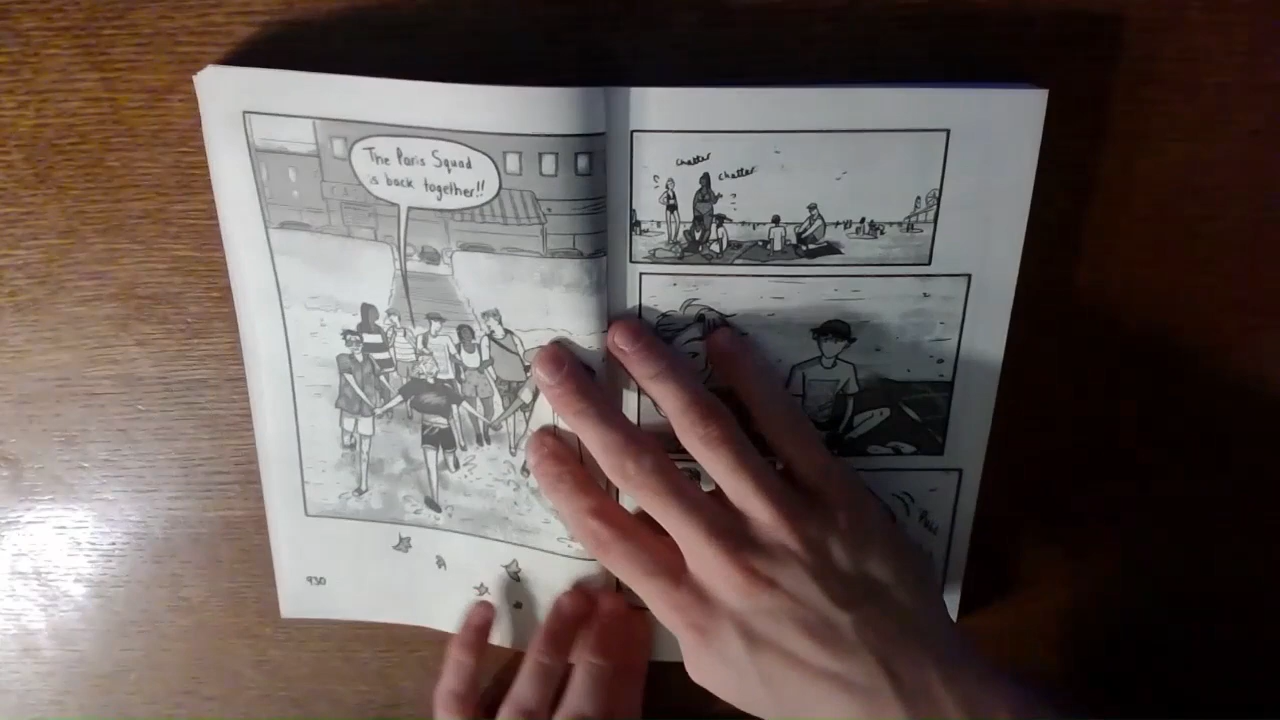 The Paris Squad
is back together!!
930
chatter
chatter